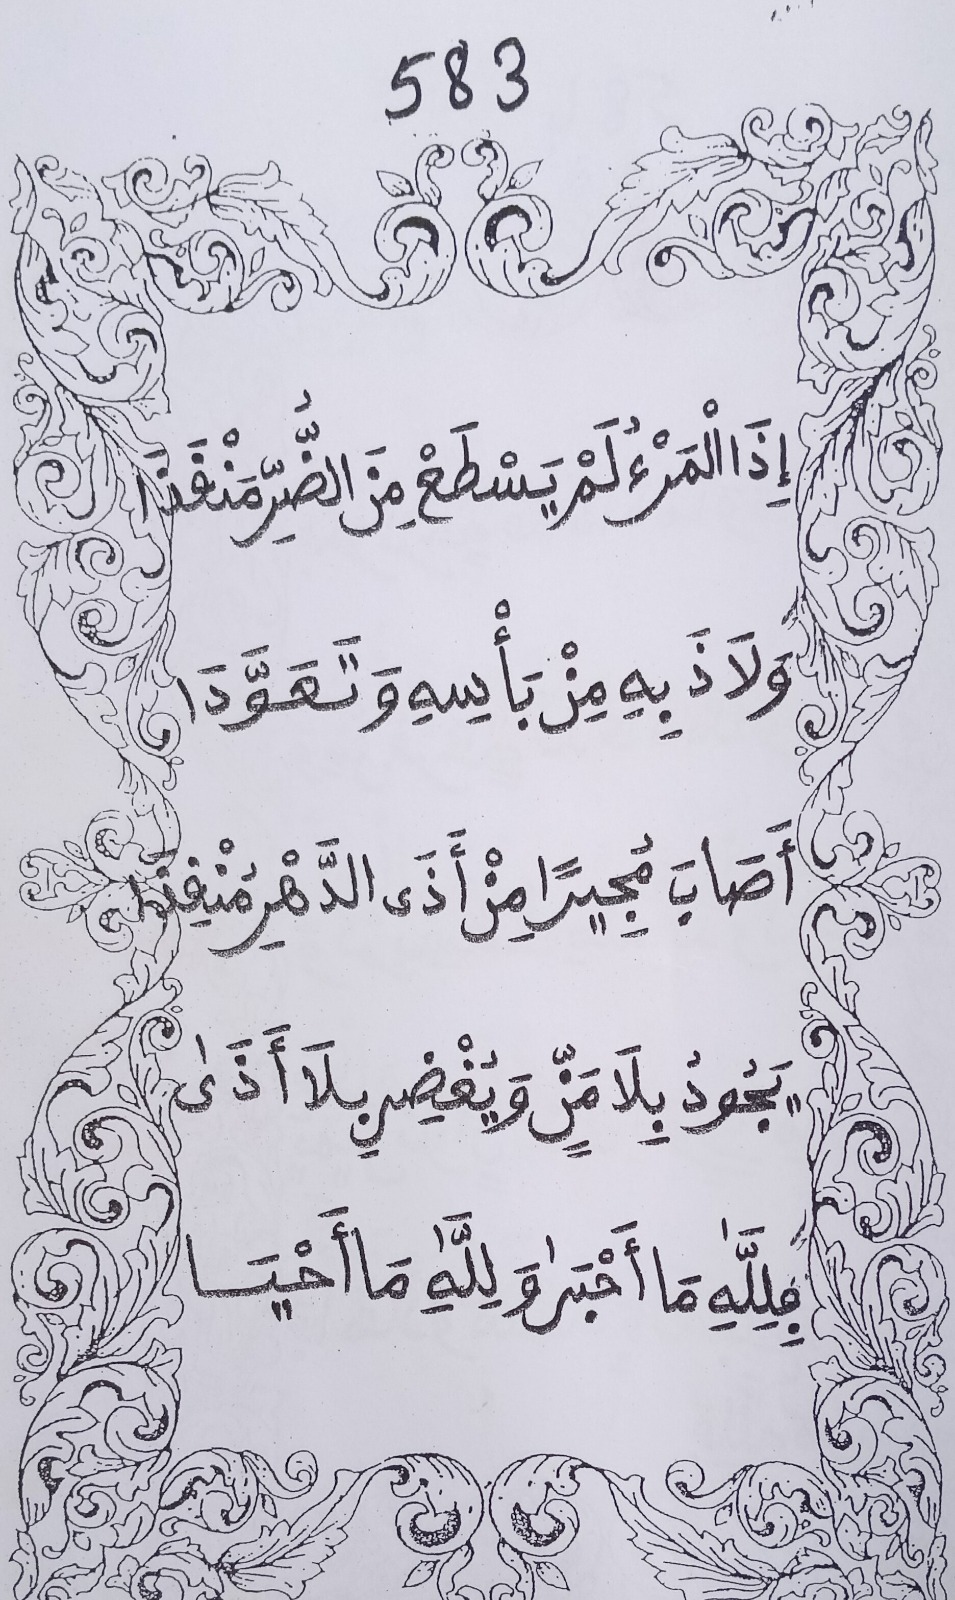 583
إِذَا الْمَرْءُ لَمْ يَسْطَعْ مِنَ الضُّرِّ مَنْفَذَا
وَلَاذَ بِهِ مِنْ بَأْسِهِ وَتَعَوَّذَا
أَصَابَ مُجِيرًا مِنْ أَذَى الدَّهْرِ مُنْفِذَا
يَجُودُ بِلَا مَنٍّ وَيُغْضِي بِلَا أَذَى
فَلِلَّهِ مَا أَجْرَى وَلِلَّهِ مَا أَحْيَا